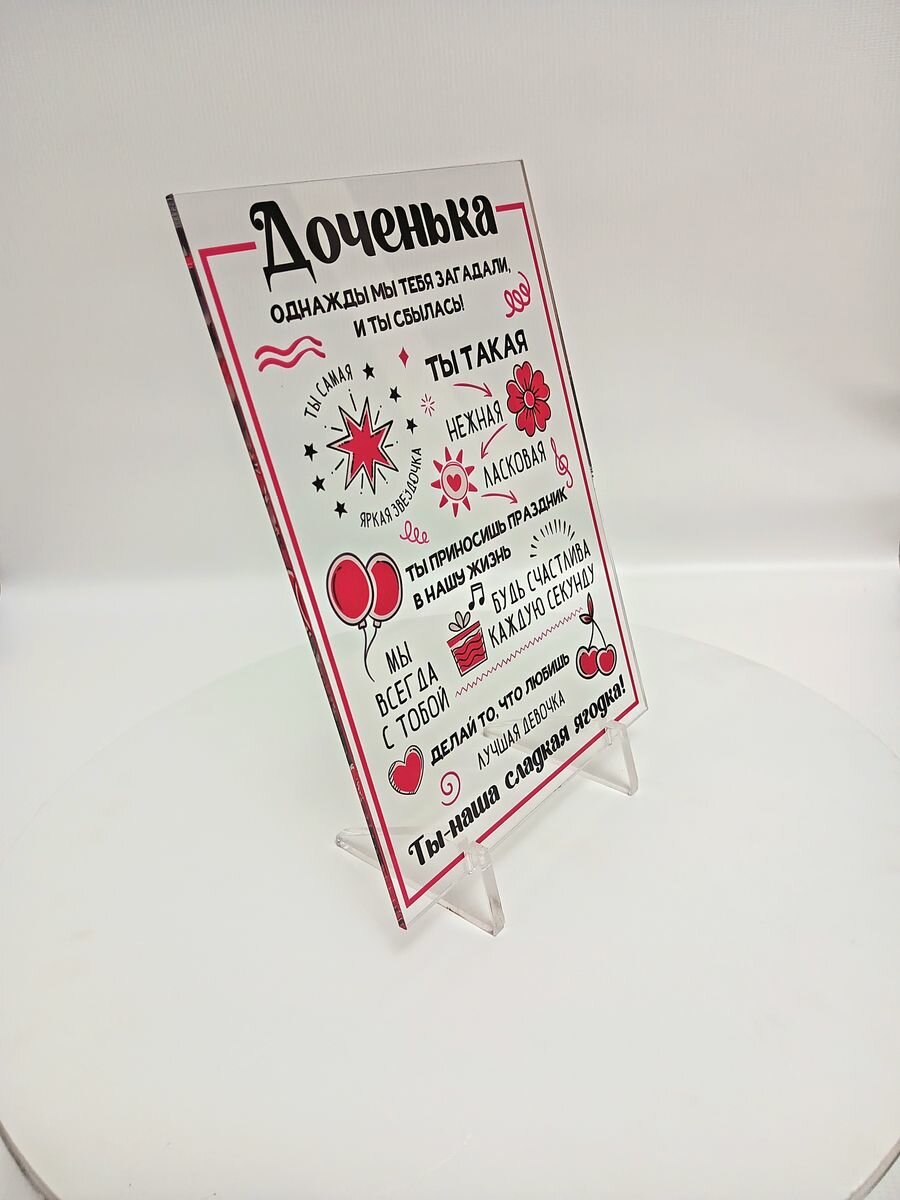 Доченька
ОДНАЖДЫ МЫ ТЕБЯ ЗАГАДАЛИ,
И ТЫ СБЫЛАСЬ!
ТЫ САМАЯ
ЯРКАЯ ЗВЕЗДОЧКА
ТЫ ТАКАЯ
НЕЖНАЯ
ЛАСКОВАЯ
ТЫ ПРИНОСИШЬ ПРАЗДНИК
В НАШУ ЖИЗНЬ
БУДЬ СЧАСТЛИВА
КАЖДУЮ СЕКУНДУ
МЫ
ВСЕГДА
С ТОБОЙ
ДЕЛАЙ ТО, ЧТО ЛЮБИШЬ
ЛУЧШАЯ ДЕВОЧКА
Ты-наша сладкая ягодка!